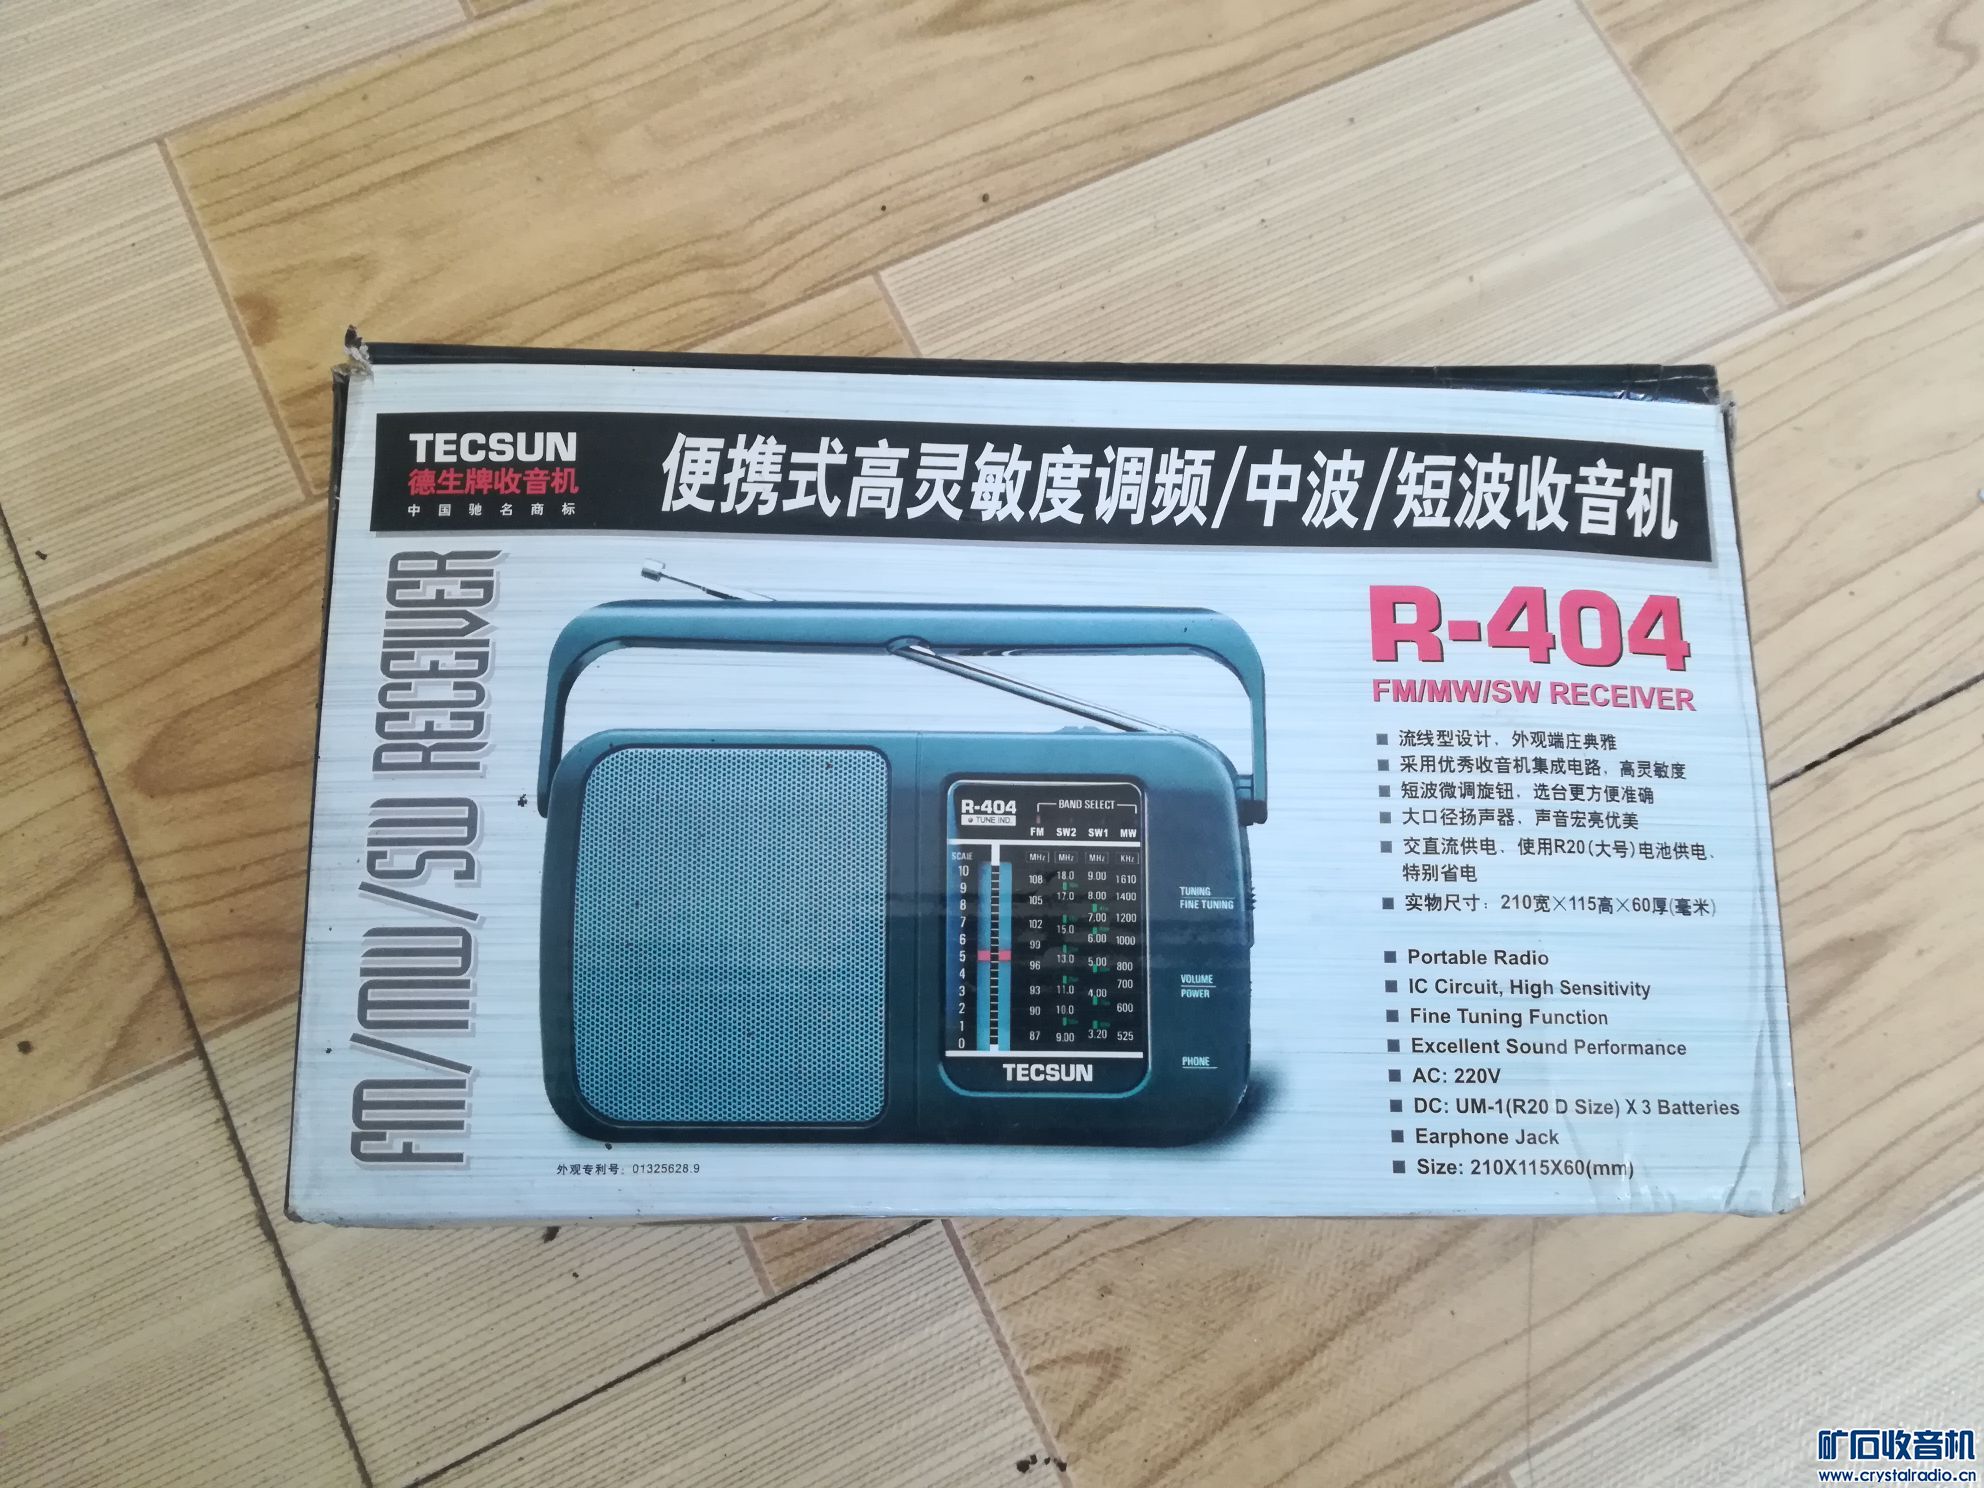 TECSUN
德生牌收音机
中国驰名商标
便携式高灵敏度调频/中波/短波收音机
FM/MW/SW RECEIVER
R-404
FM/MW/SW RECEIVER
流线型设计、外观端庄典雅
采用优秀收音机集成电路、高灵敏度
短波微调旋钮、选台更方便准确
大口径扬声器、声音宏亮优美
交直流供电、使用R20(大号)电池供电、
特别省电
实物尺寸：210宽×115高×60厚(毫米)
Portable Radio
IC Circuit, High Sensitivity
Fine Tuning Function
Excellent Sound Performance
AC: 220V
DC: UM-1(R20 D Size) X 3 Batteries
Earphone Jack
Size: 210X115X60(mm)
R-404
TUNE IND.
BAND SELECT
FM SW2 SW1 MW
SCALE MHz MHz MHz KHz
10
9
8
7
6
5
4
3
2
1
0
108 18.0 9.00 1610
105 17.0 8.00 1400
102 15.0 7.00 1200
99 13.0 6.00 1000
96 11.0 5.00 800
93 10.0 4.00 700
90 9.00 3.20 600
87 525
TECSUN
TUNING
FINE TUNING
VOLUME
POWER
PHONE
外观专利号：01325628.9
矿石收音机
www.crystalradio.cn